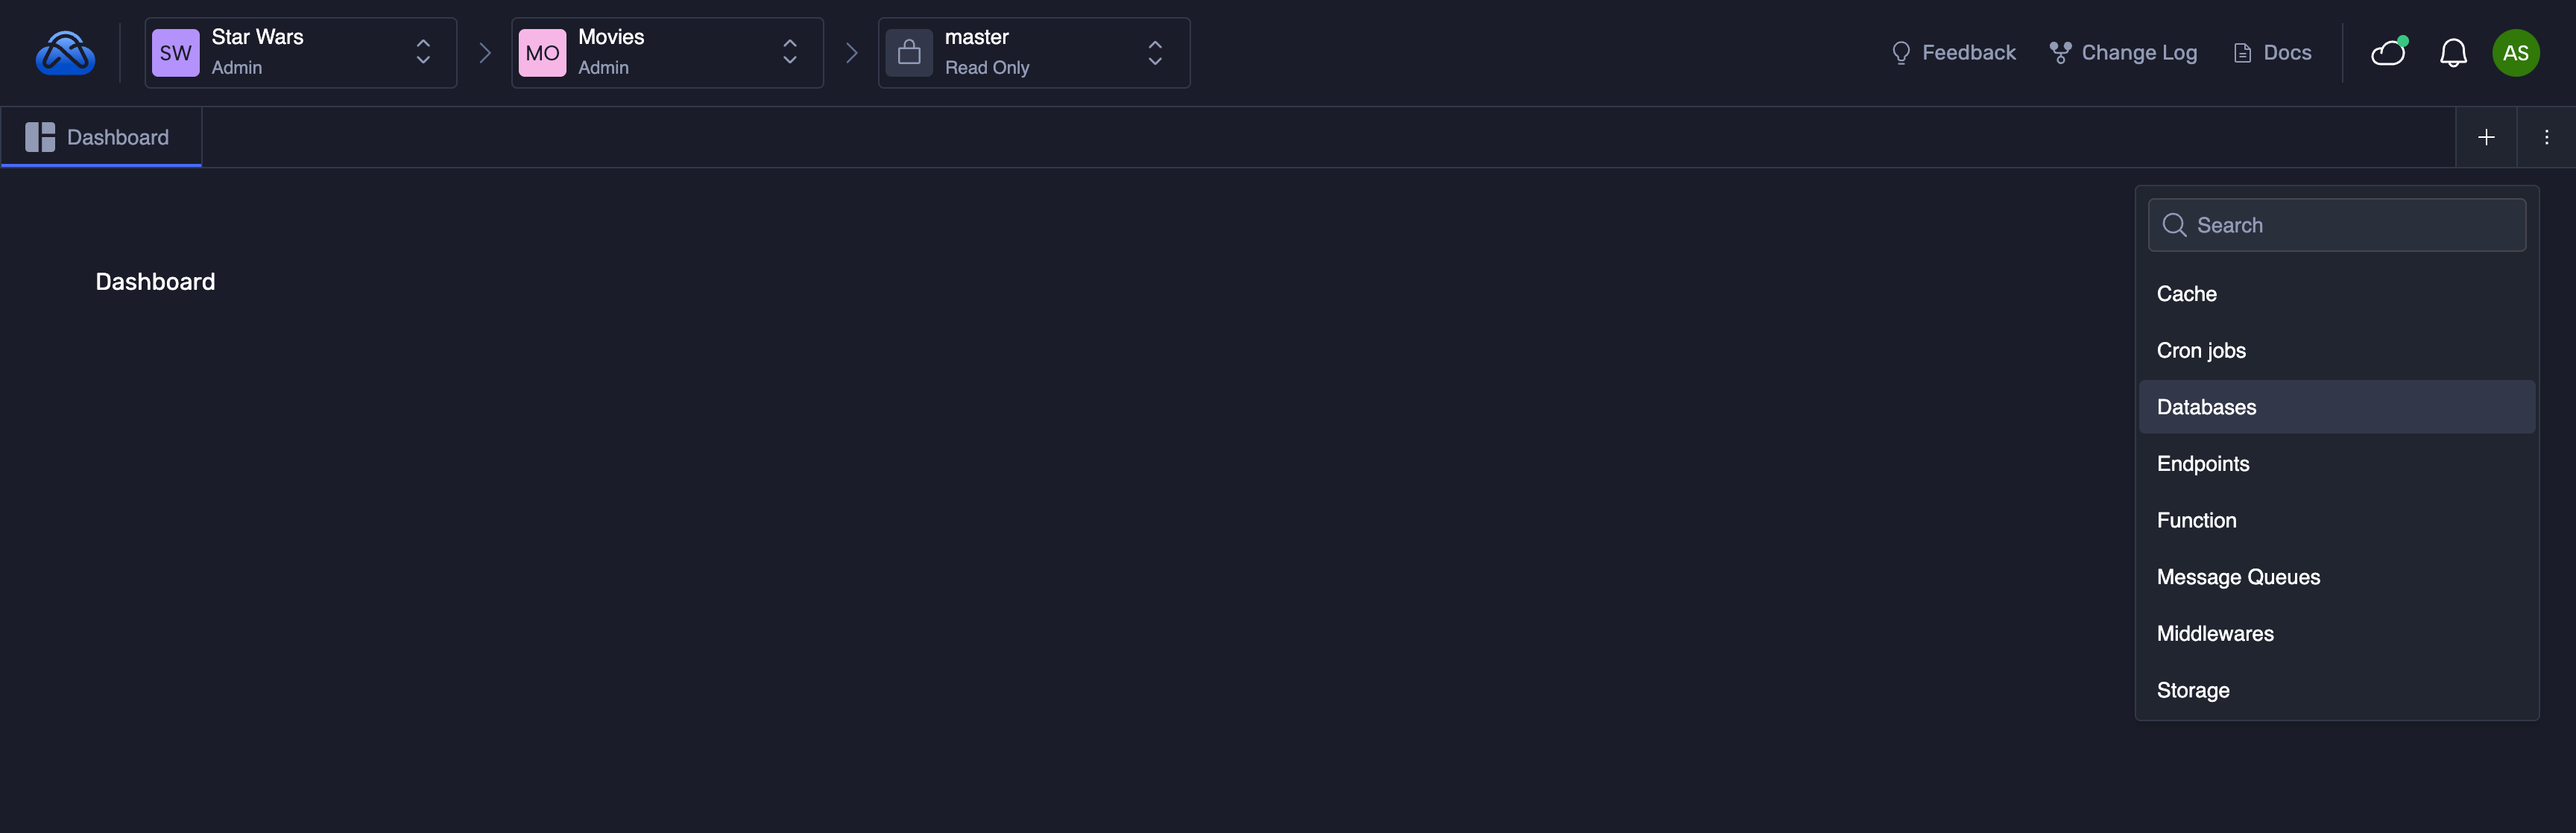 SW
Star Wars
Admin
MO
Movies
Admin
master
Read Only
Feedback
Change Log
Docs
AS
Dashboard
Dashboard
Search
Cache
Cron jobs
Databases
Endpoints
Function
Message Queues
Middlewares
Storage